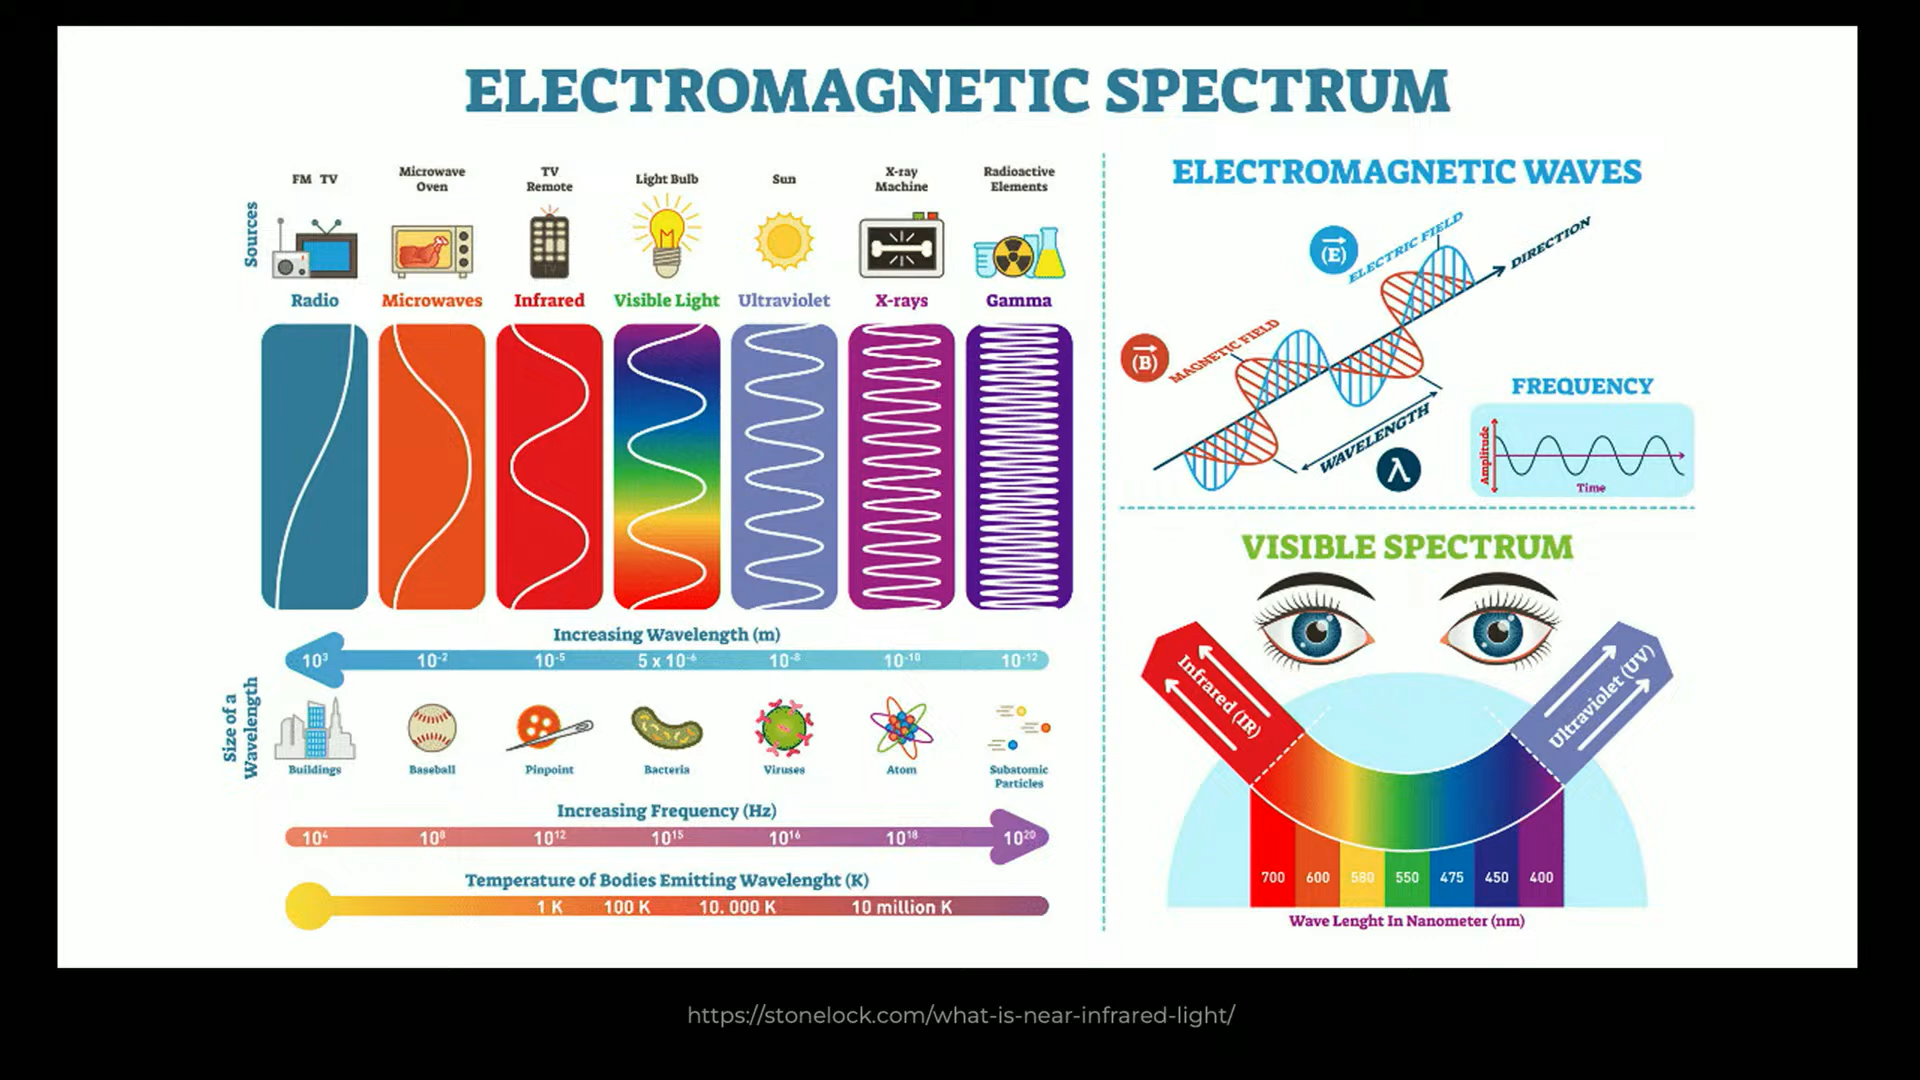 ELECTROMAGNETIC SPECTRUM
Sources
FM TV
Microwave
Oven
TV
Remote
Light Bulb
Sun
X-ray
Machine
Radioactive
Elements
TV
Radio
Microwaves
Infrared
Visible Light
Ultraviolet
X-rays
Gamma
Increasing Wavelength (m)
10³ 10⁻² 10⁻⁵ 5 x 10⁻⁶ 10⁻⁸ 10⁻¹⁰ 10⁻¹²
Size of a
Wavelength
Buildings
Baseball
Pinpoint
Bacteria
Viruses
Atom
Subatomic
Particles
Increasing Frequency (Hz)
10⁴ 10⁸ 10¹² 10¹⁵ 10¹⁶ 10¹⁸ 10²⁰
Temperature of Bodies Emitting Wavelenght (K)
1 K 100 K 10. 000 K 10 million K
ELECTROMAGNETIC WAVES
(E)
ELECTRIC FIELD
DIRECTION
(B)
MAGNETIC FIELD
WAVELENGTH
λ
FREQUENCY
Amplitude
Time
VISIBLE SPECTRUM
Infrared (IR)
Ultraviolet (UV)
700 600 580 550 475 450 400
Wave Lenght In Nanometer (nm)
https://stonelock.com/what-is-near-infrared-light/